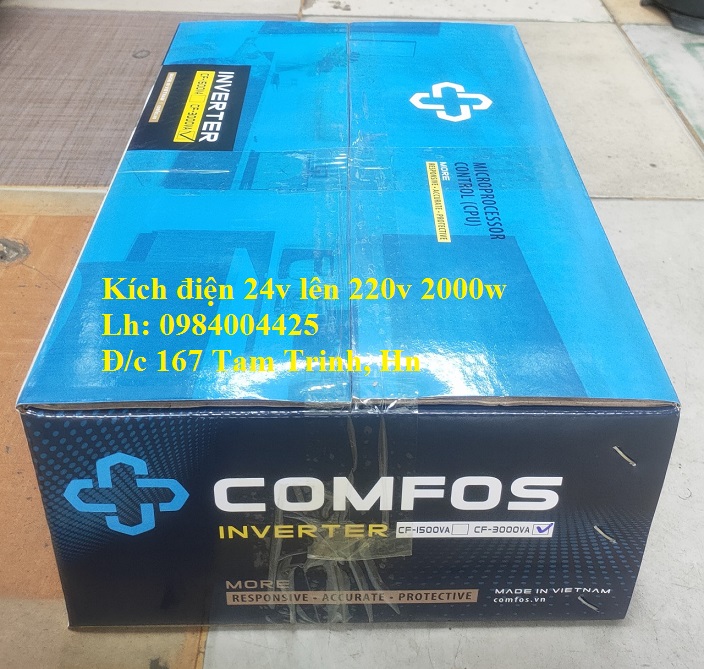 INVERTER
CF-1500VA CF-3000VA
MICROPROCESSOR
CONTROL (CPU)
MORE
RESPONSIVE - ACCURATE - PROTECTIVE
Kích điện 24v lên 220v 2000w
Lh: 0984004425
Đ/c 167 Tam Trinh, Hn
COMFOS
INVERTER CF-1500VA CF-3000VA
MORE
RESPONSIVE - ACCURATE - PROTECTIVE
MADE IN VIETNAM
comfos.vn